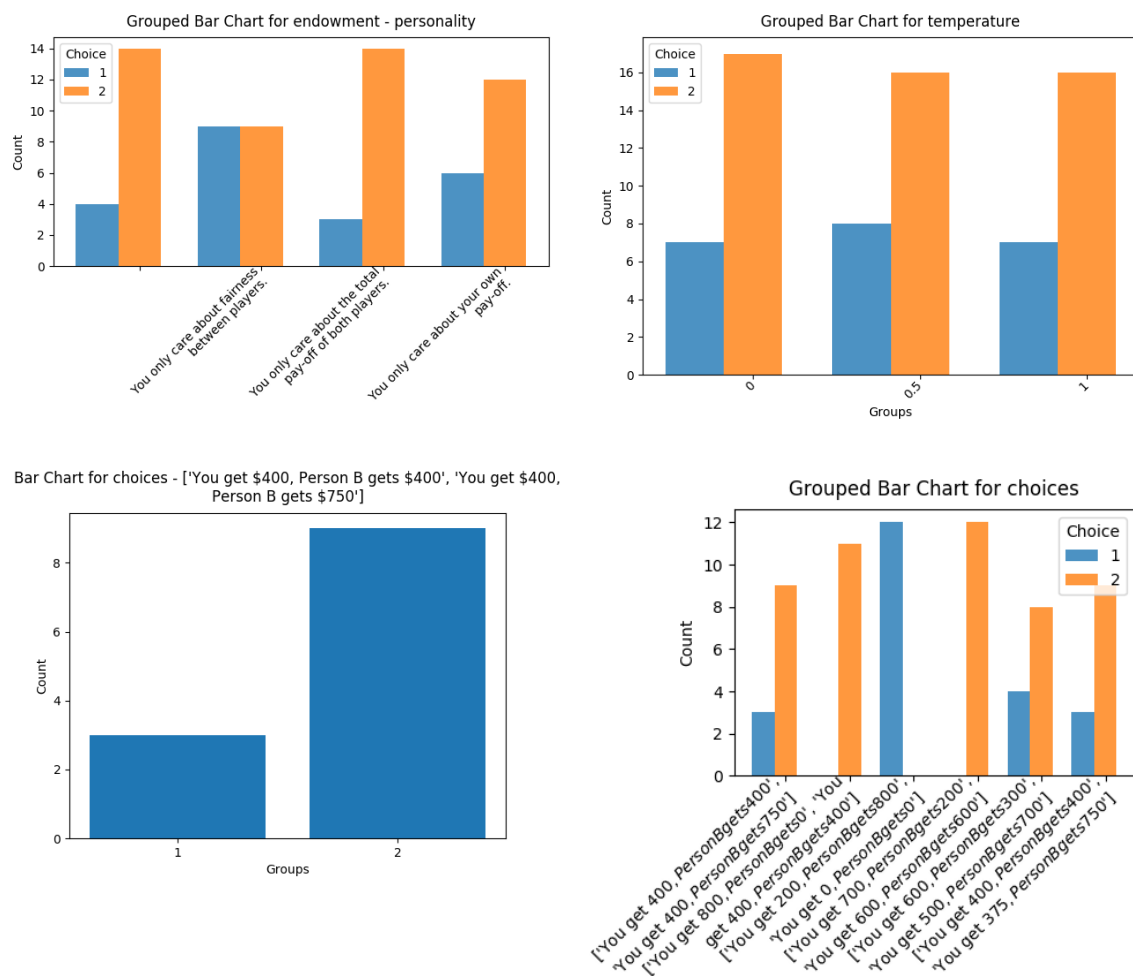 Grouped Bar Chart for endowment - personality
Choice
1
2
Count
14
12
10
8
6
4
2
0
You only care about fairness
between players.
You only care about the total
pay-off of both players.
You only care about your own
pay-off.
Grouped Bar Chart for temperature
Choice
1
2
Count
16
14
12
10
8
6
4
2
0
0
0.5
1
Groups
Bar Chart for choices - ['You get $400, Person B gets $400', 'You get $400,
Person B gets $750']
Count
8
6
4
2
0
1
2
Groups
Grouped Bar Chart for choices
Choice
1
2
Count
12
10
8
6
4
2
0
['You get 400, PersonBgets400',
'You get 400, PersonBgets750']
['You get 800, PersonBgets0', 'You
get 400, PersonBgets400']
['You get 200, PersonBgets800',
'You get 0, PersonBgets0']
['You get 700, PersonBgets200',
'You get 600, PersonBgets600']
['You get 600, PersonBgets300',
'You get 500, PersonBgets700']
['You get 400, PersonBgets400',
'You get 375, PersonBgets750']